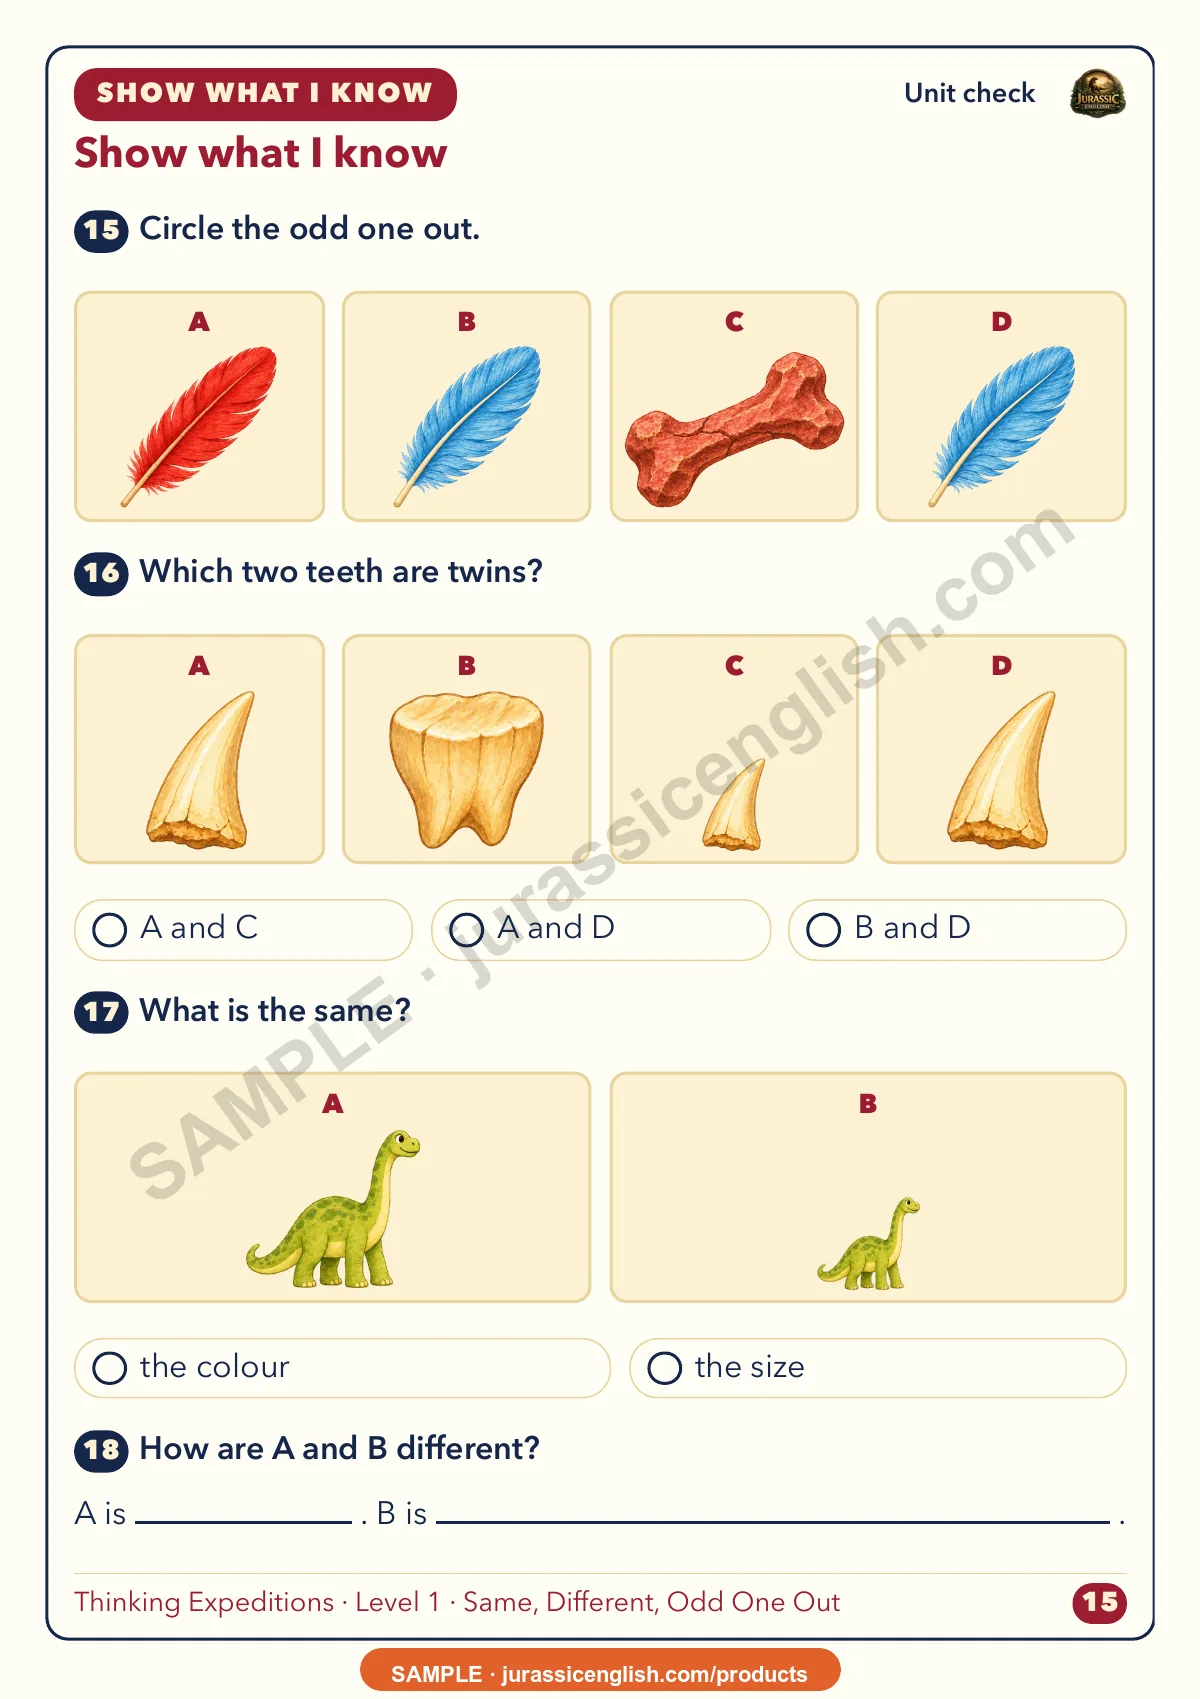 SHOW WHAT I KNOW
Unit check
JURASSIC
ENGLISH
Show what I know
15 Circle the odd one out.
A B C D
16 Which two teeth are twins?
A B C D
A and C
A and D
B and D
17 What is the same?
A B
the colour
the size
18 How are A and B different?
A is . B is .
Thinking Expeditions · Level 1 · Same, Different, Odd One Out
15
SAMPLE · jurassicenglish.com
SAMPLE · jurassicenglish.com/products